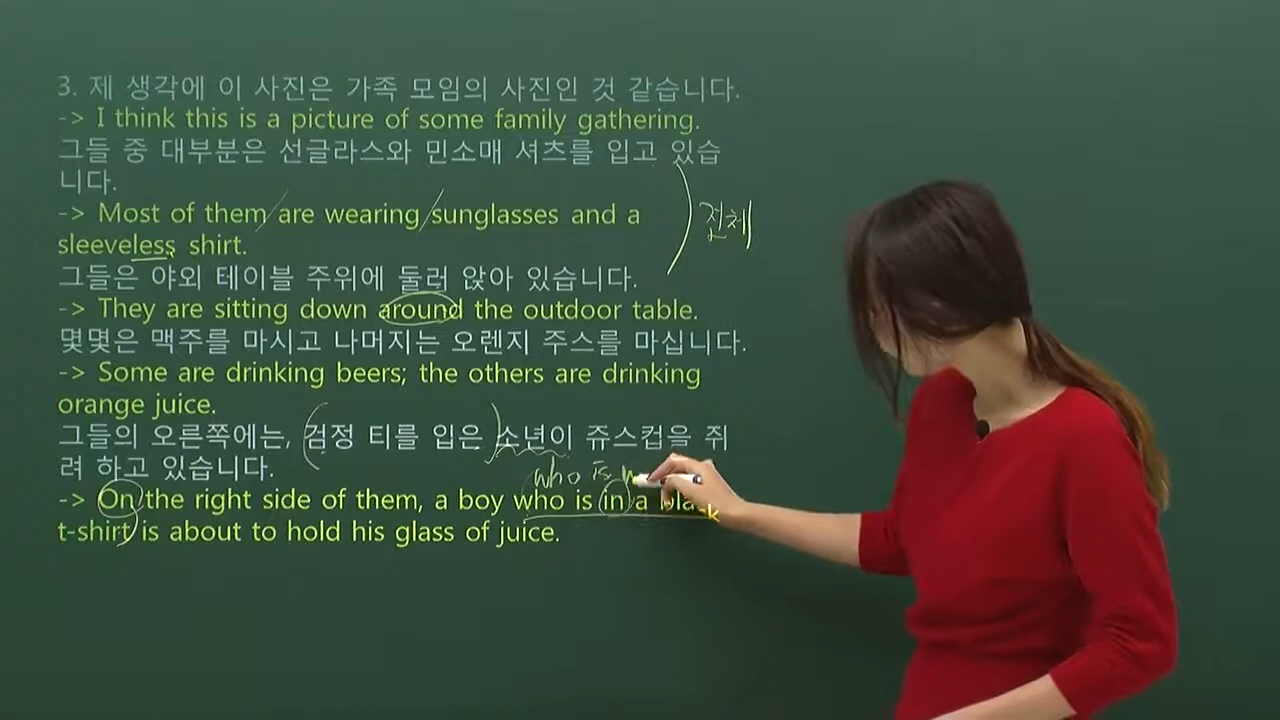 3. 제 생각에 이 사진은 가족 모임의 사진인 것 같습니다.
-> I think this is a picture of some family gathering.
그들 중 대부분은 선글라스와 민소매 셔츠를 입고 있습
니다.
-> Most of them are wearing sunglasses and a
sleeveless shirt.
전체
그들은 야외 테이블 주위에 둘러 앉아 있습니다.
-> They are sitting down around the outdoor table.
몇몇은 맥주를 마시고 나머지는 오렌지 주스를 마십니다.
-> Some are drinking beers; the others are drinking
orange juice.
그들의 오른쪽에는, 검정 티를 입은 소년이 쥬스컵을 쥐
려 하고 있습니다.
who is
-> On the right side of them, a boy who is in a
t-shirt is about to hold his glass of juice.